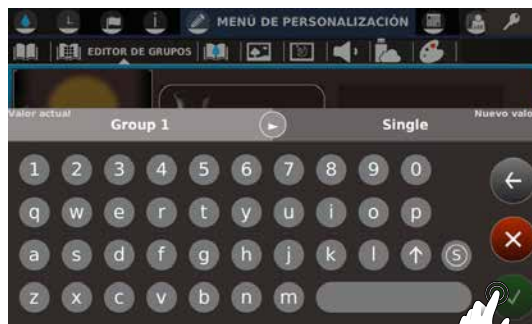 MENÚ DE PERSONALIZACIÓN
EDITOR DE GRUPOS
Valor actual
Nuevo valo
Group 1
Single
1 2 3 4 5 6 7 8 9 0
q w e r t y u i o p
a s d f g h j k l S
z x c v b n m